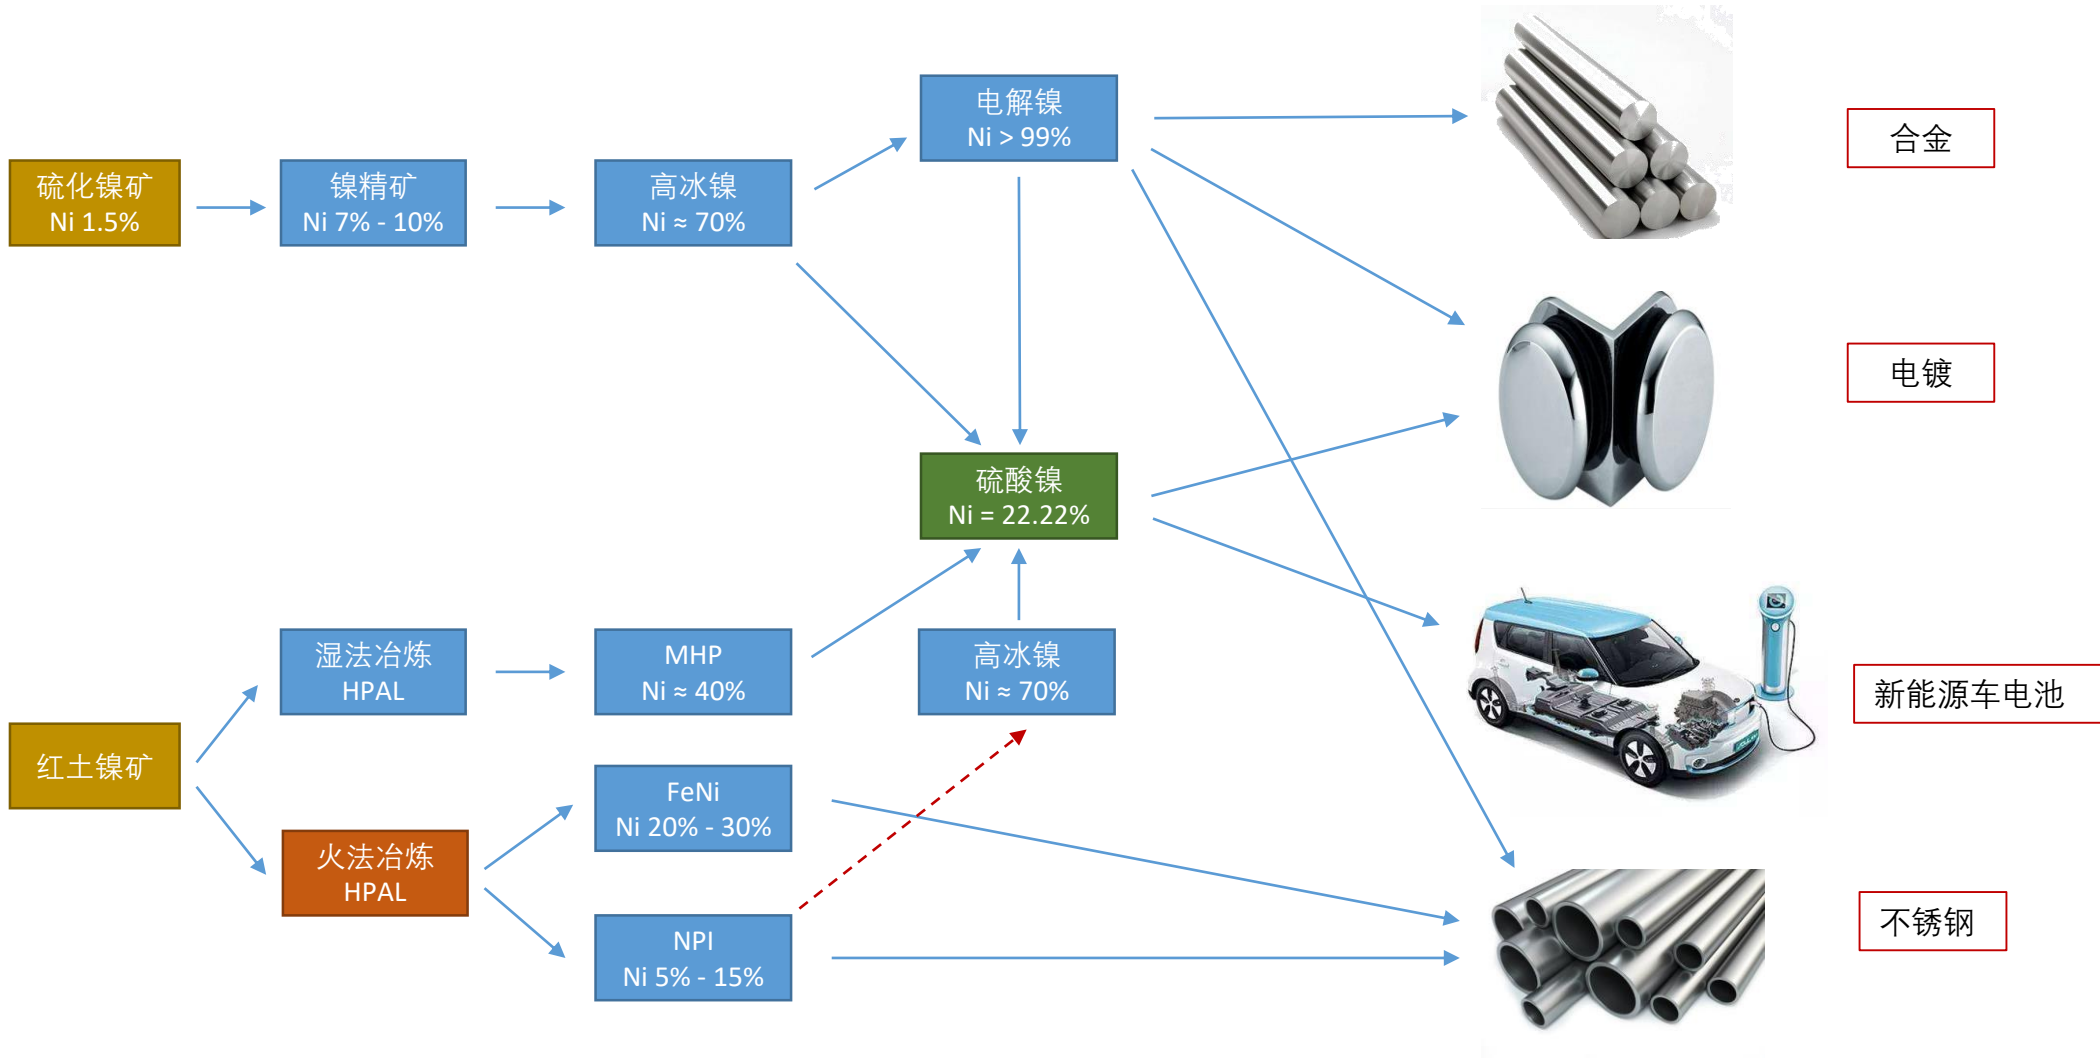 电解镍
Ni > 99%
合金
硫化镍矿
Ni 1.5%
镍精矿
Ni 7% - 10%
高冰镍
Ni ≈ 70%
电镀
硫酸镍
Ni = 22.22%
湿法冶炼
HPAL
MHP
Ni ≈ 40%
高冰镍
Ni ≈ 70%
新能源车电池
红土镍矿
FeNi
Ni 20% - 30%
火法冶炼
HPAL
NPI
Ni 5% - 15%
不锈钢